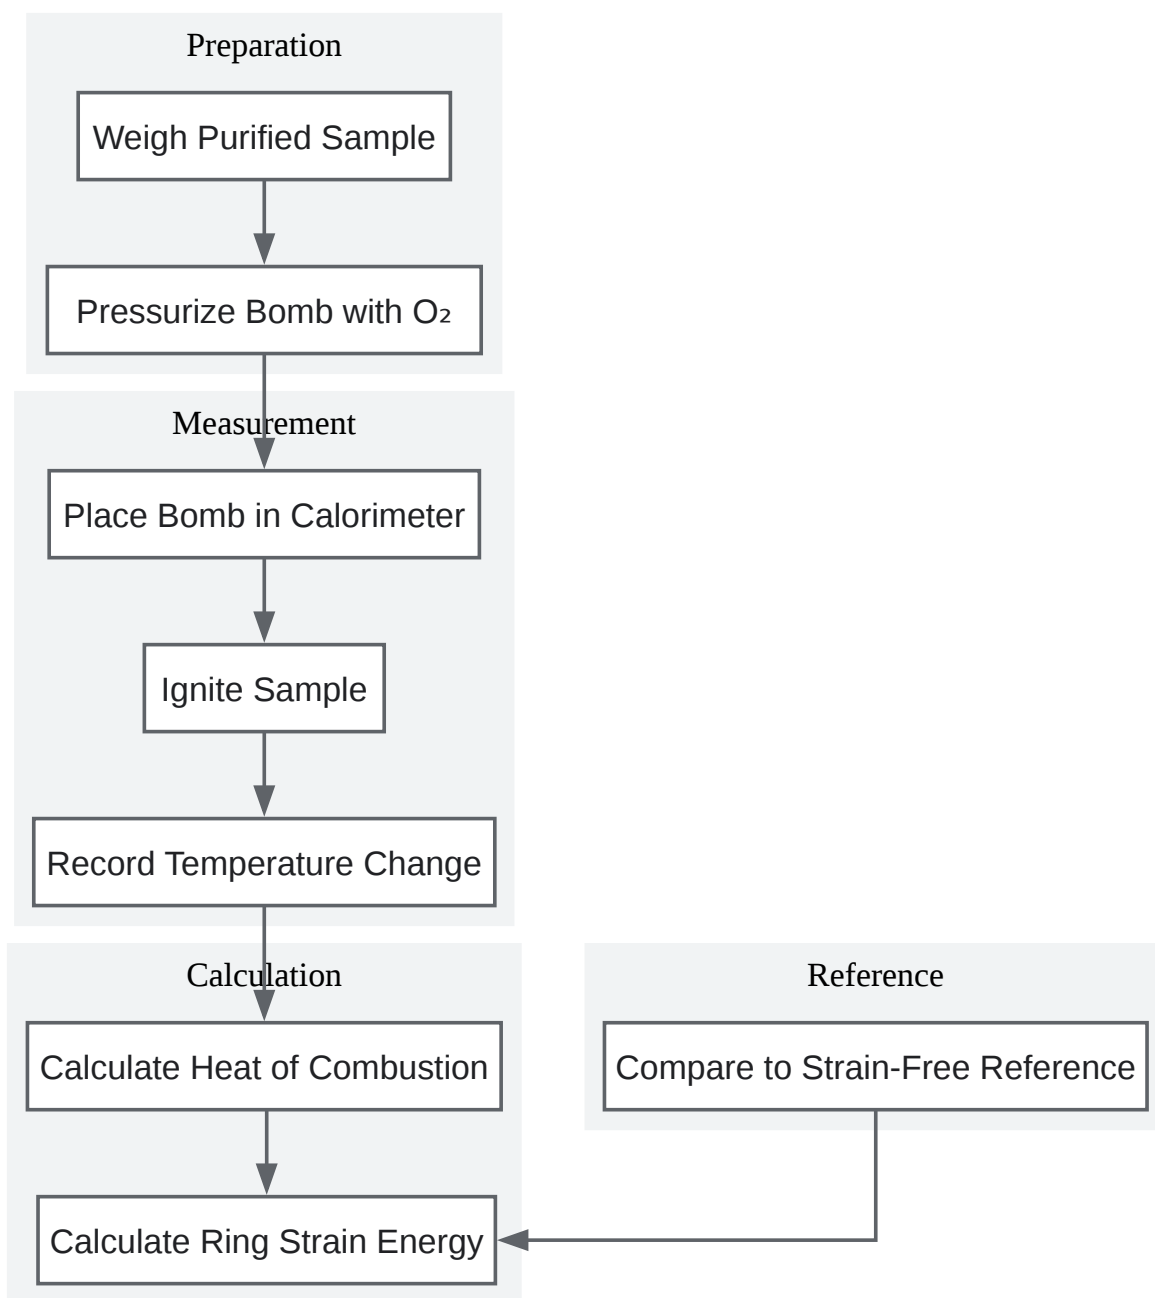 Preparation
Weigh Purified Sample
Pressurize Bomb with O₂
Measurement
Place Bomb in Calorimeter
Ignite Sample
Record Temperature Change
Calculation
Calculate Heat of Combustion
Calculate Ring Strain Energy
Reference
Compare to Strain-Free Reference